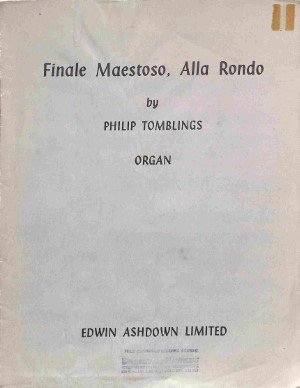 Finale Maestoso, Alla Rondo
by
PHILIP TOMBLINGS
ORGAN
EDWIN ASHDOWN LIMITED